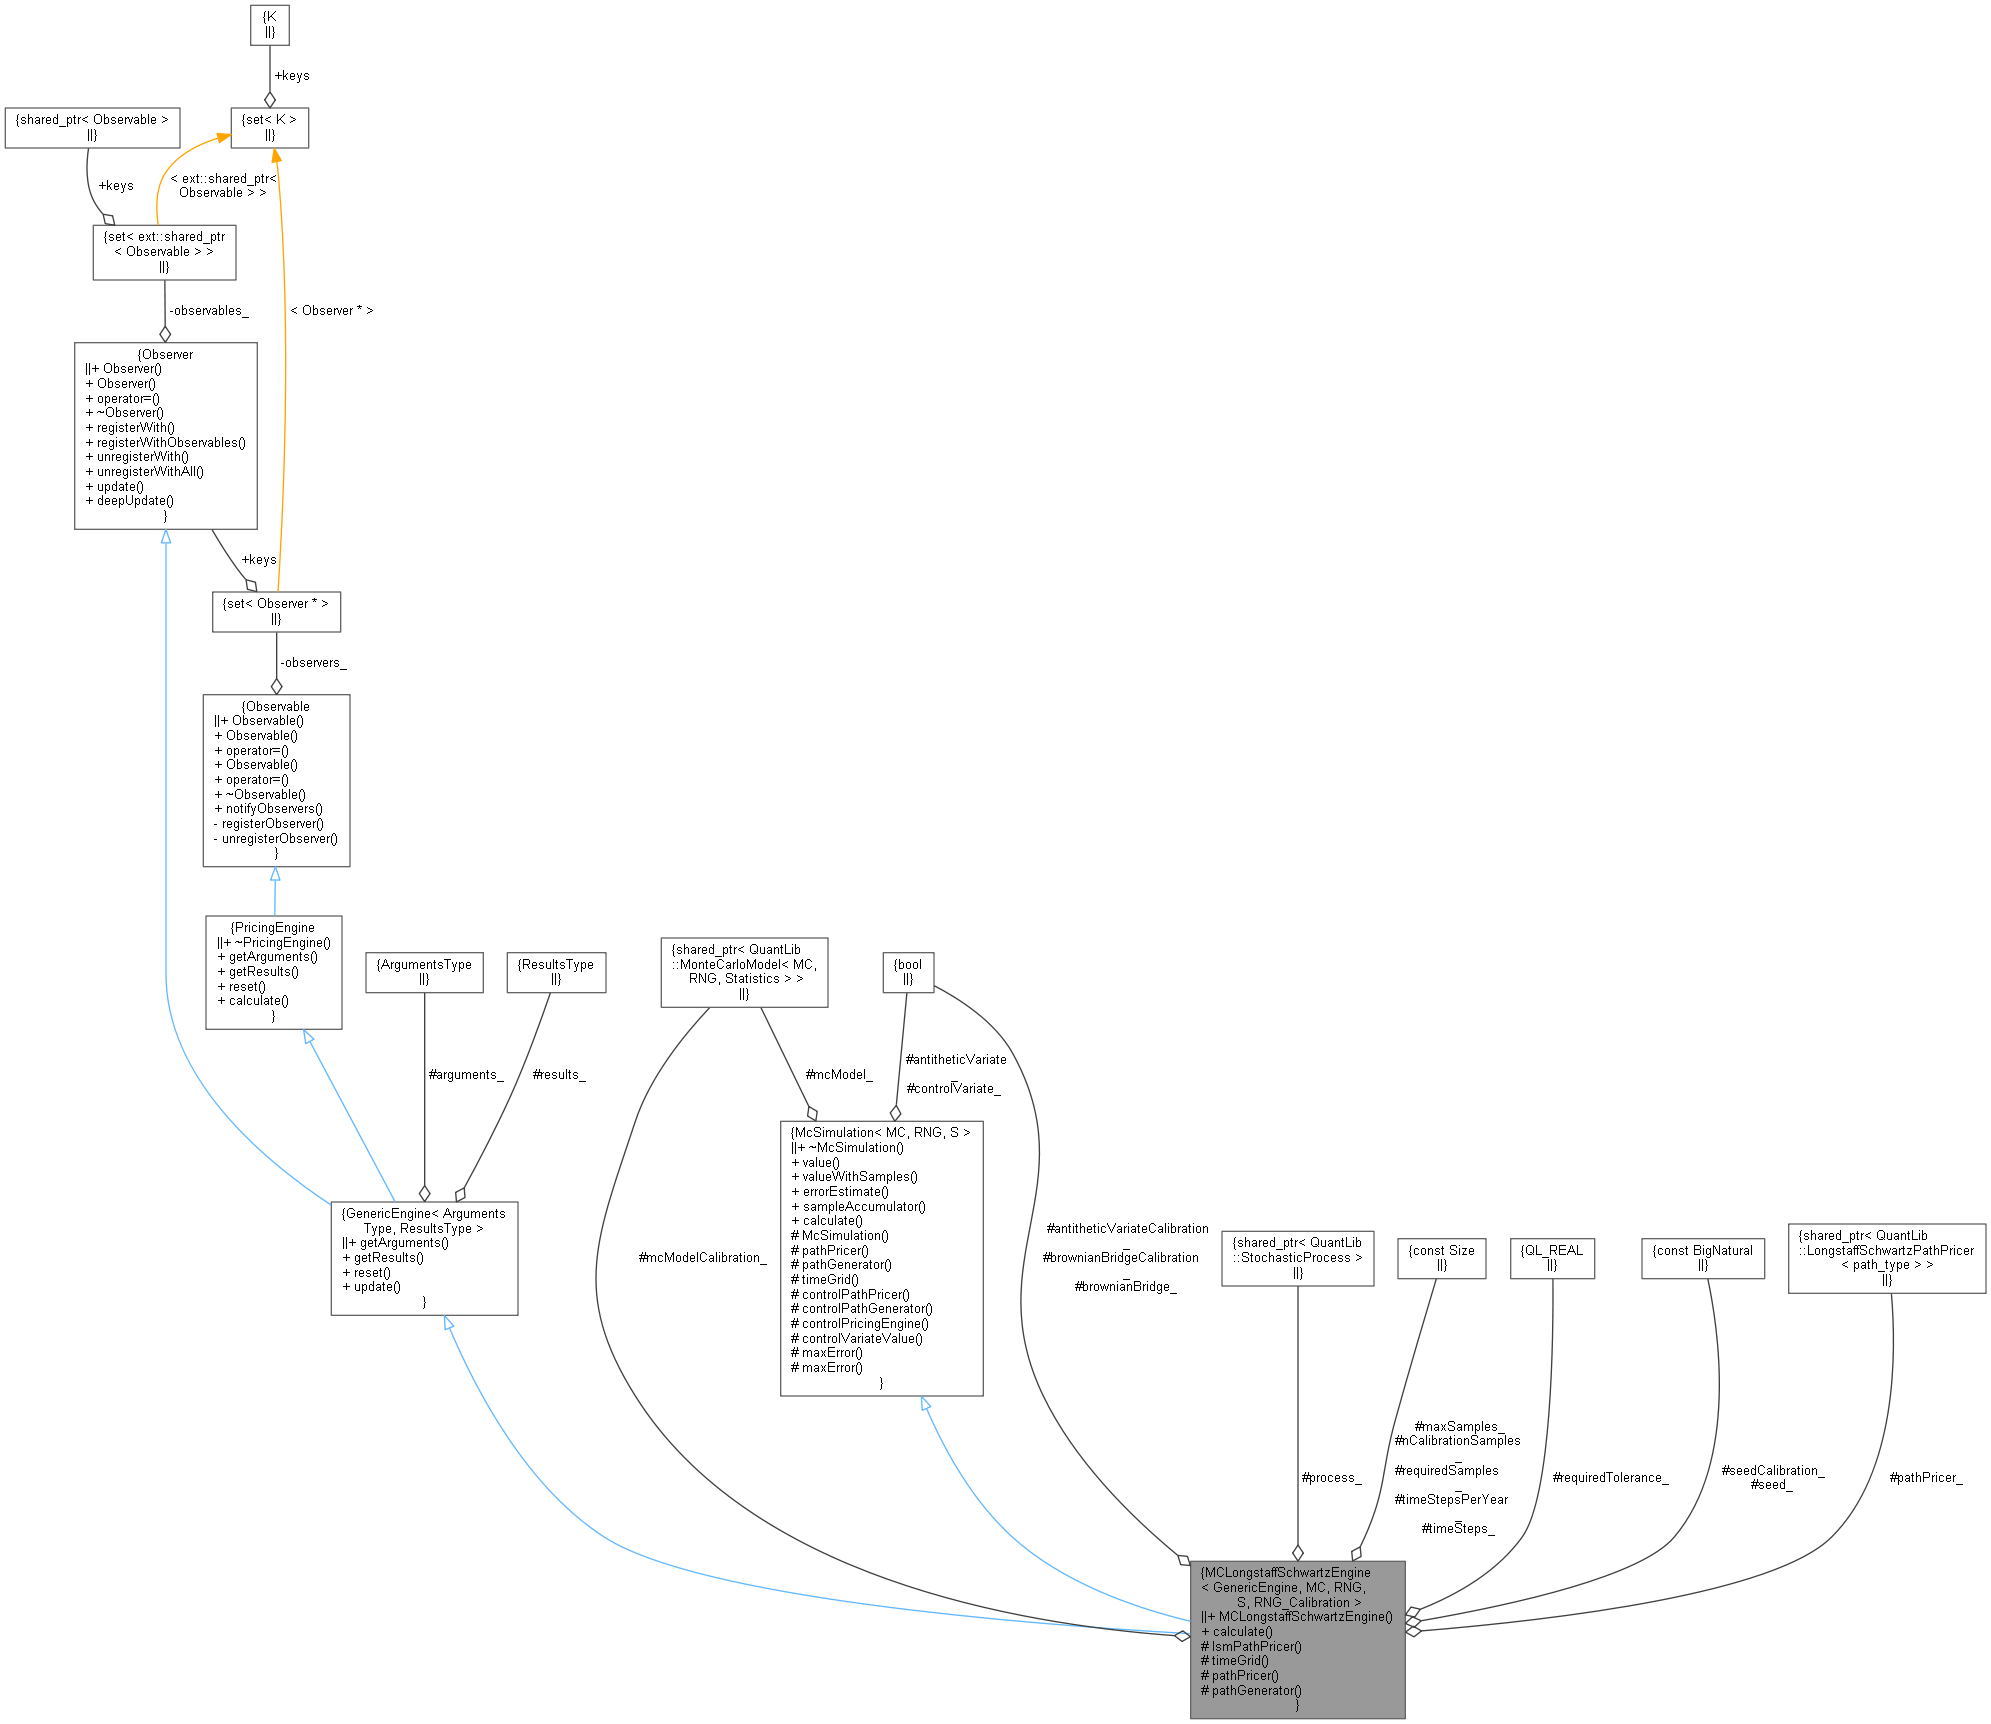 {K
||}
+keys
{shared_ptr< Observable >
||}
{set< K >
||}
+keys
< ext::shared_ptr<
Observable > >
{set< ext::shared_ptr
< Observable > >
||}
-observables_
< Observer * >
{Observer
||+ Observer()
+ Observer()
+ operator=()
+ ~Observer()
+ registerWith()
+ registerWithObservables()
+ unregisterWith()
+ unregisterWithAll()
+ update()
+ deepUpdate()
}
+keys
{set< Observer * >
||}
-observers_
{Observable
||+ Observable()
+ Observable()
+ operator=()
+ Observable()
+ operator=()
+ ~Observable()
+ notifyObservers()
- registerObserver()
- unregisterObserver()
}
{PricingEngine
||+ ~PricingEngine()
+ getArguments()
+ getResults()
+ reset()
+ calculate()
}
{ArgumentsType
||}
{ResultsType
||}
{shared_ptr< QuantLib
::MonteCarloModel< MC,
RNG, Statistics > >
||}
{bool
||}
#arguments_
#results_
#mcModel_
#antitheticVariate
_
#controlVariate_
{McSimulation< MC, RNG, S >
||+ ~McSimulation()
+ value()
+ valueWithSamples()
+ errorEstimate()
+ sampleAccumulator()
+ calculate()
# McSimulation()
# pathPricer()
# pathGenerator()
# timeGrid()
# controlPathPricer()
# controlPathGenerator()
# controlPricingEngine()
# controlVariateValue()
# maxError()
# maxError()
}
{GenericEngine< Arguments
Type, ResultsType >
||+ getArguments()
+ getResults()
+ reset()
+ update()
}
#mcModelCalibration_
#antitheticVariateCalibration
_
#brownianBridgeCalibration
_
#brownianBridge_
{shared_ptr< QuantLib
::StochasticProcess >
||}
{const Size
||}
{QL_REAL
||}
{const BigNatural
||}
{shared_ptr< QuantLib
::LongstaffSchwartzPathPricer
< path_type > >
||}
#process_
#maxSamples_
#nCalibrationSamples
_
#requiredSamples
_
#timeStepsPerYear
_
#timeSteps_
#requiredTolerance_
#seedCalibration_
#seed_
#pathPricer_
{MCLongstaffSchwartzEngine
< GenericEngine, MC, RNG,
S, RNG_Calibration >
||+ MCLongstaffSchwartzEngine()
+ calculate()
# lsmPathPricer()
# timeGrid()
# pathPricer()
# pathGenerator()
}